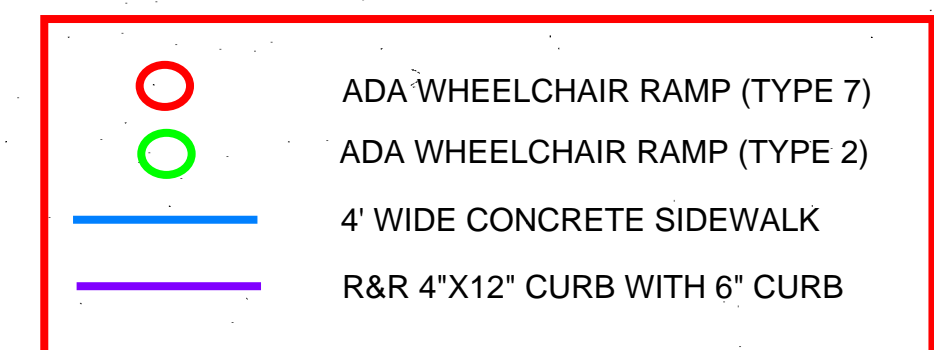 ADA WHEELCHAIR RAMP (TYPE 7)
ADA WHEELCHAIR RAMP (TYPE 2)
4' WIDE CONCRETE SIDEWALK
R&R 4"X12" CURB WITH 6" CURB